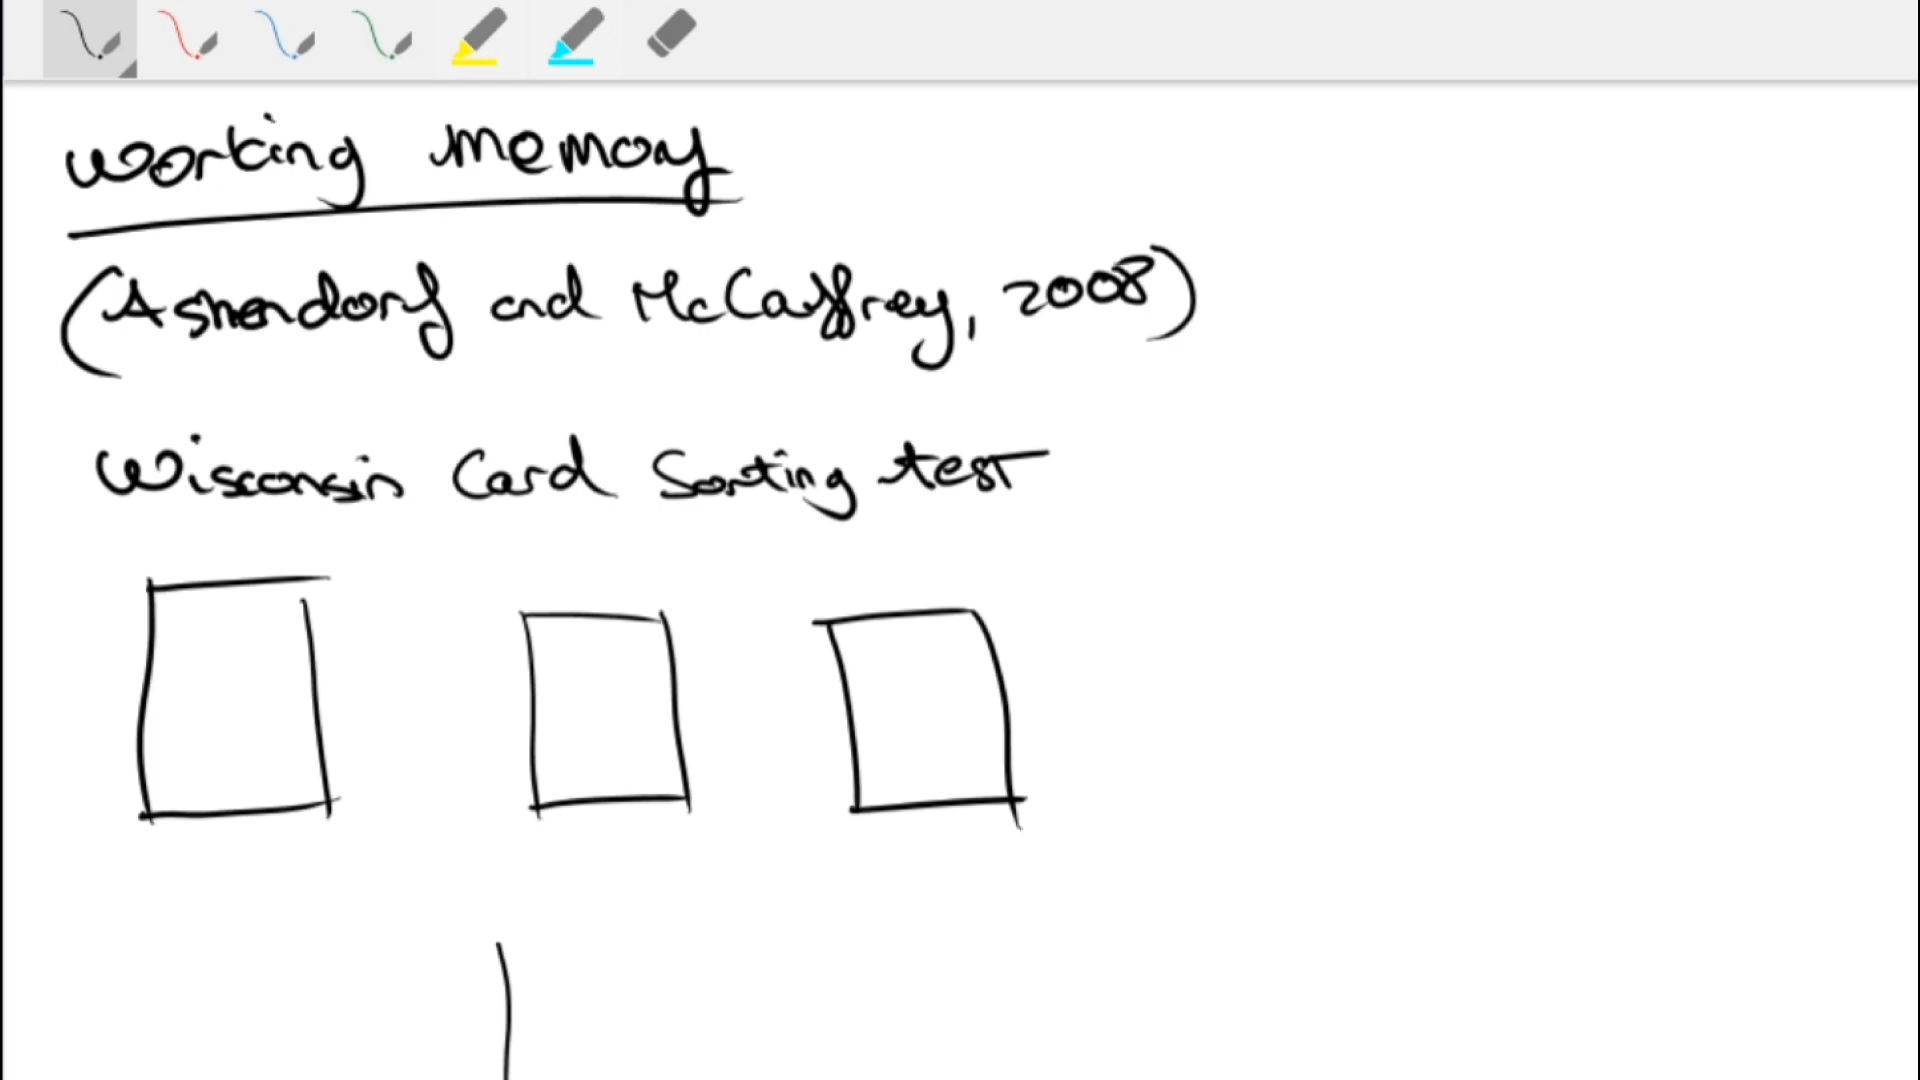 Working memory
(Ashendorf and McCaffrey, 2008)
Wisconsin Card Sorting test